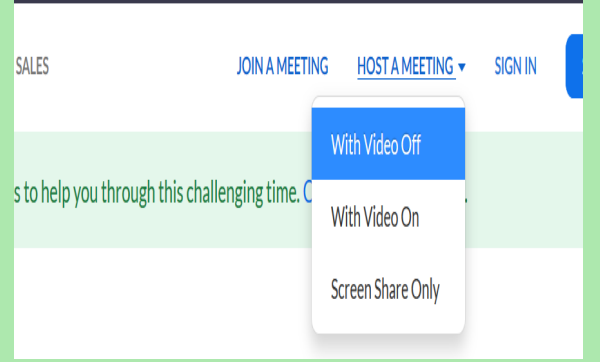 SALES JOIN A MEETING HOST A MEETING SIGN IN
With Video Off
s to help you through this challenging time.
With Video On
Screen Share Only